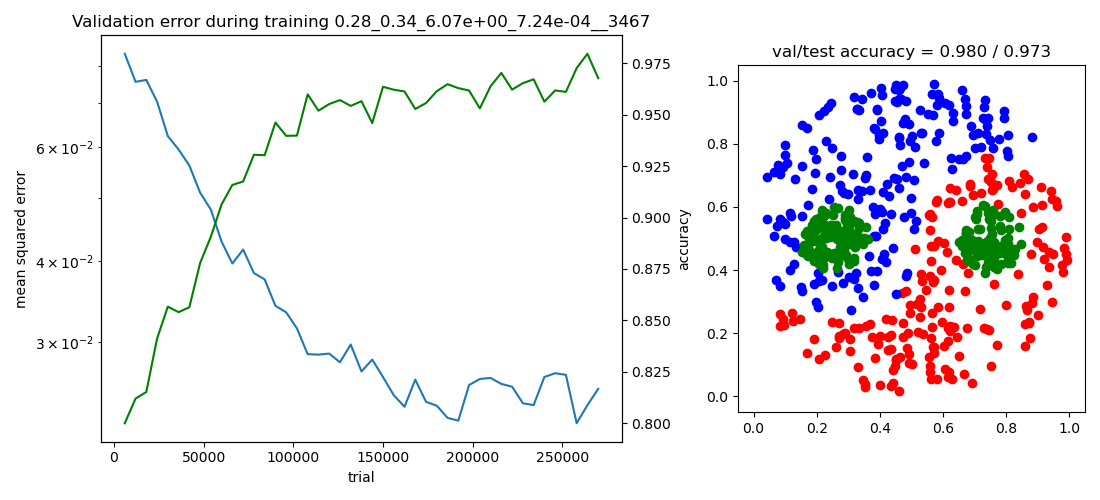 Validation error during training 0.28_0.34_6.07e+00_7.24e-04__3467
mean squared error
6 × 10⁻²
4 × 10⁻²
3 × 10⁻²
0.975
0.950
0.925
0.900
0.875
0.850
0.825
0.800
accuracy
0 50000 100000 150000 200000 250000
trial
val/test accuracy = 0.980 / 0.973
1.0
0.8
0.6
0.4
0.2
0.0
0.0 0.2 0.4 0.6 0.8 1.0